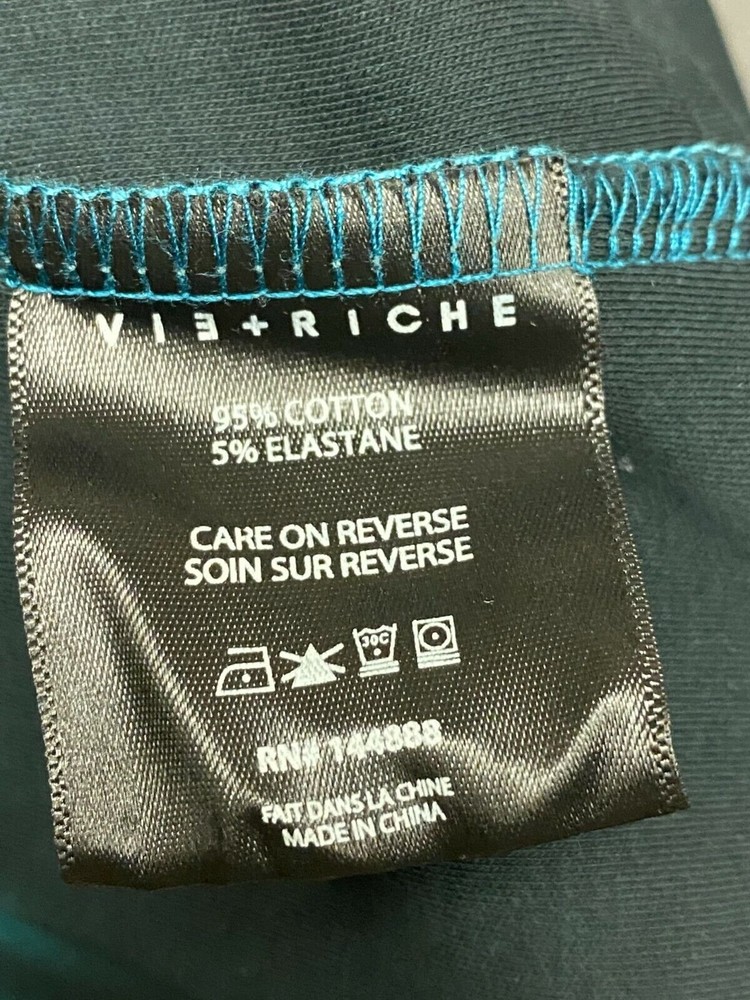 VIE+RICHE
95% COTTON
5% ELASTANE
CARE ON REVERSE
SOIN SUR REVERSE
30C
RN# 144888
FAIT DANS LA CHINE
MADE IN CHINA